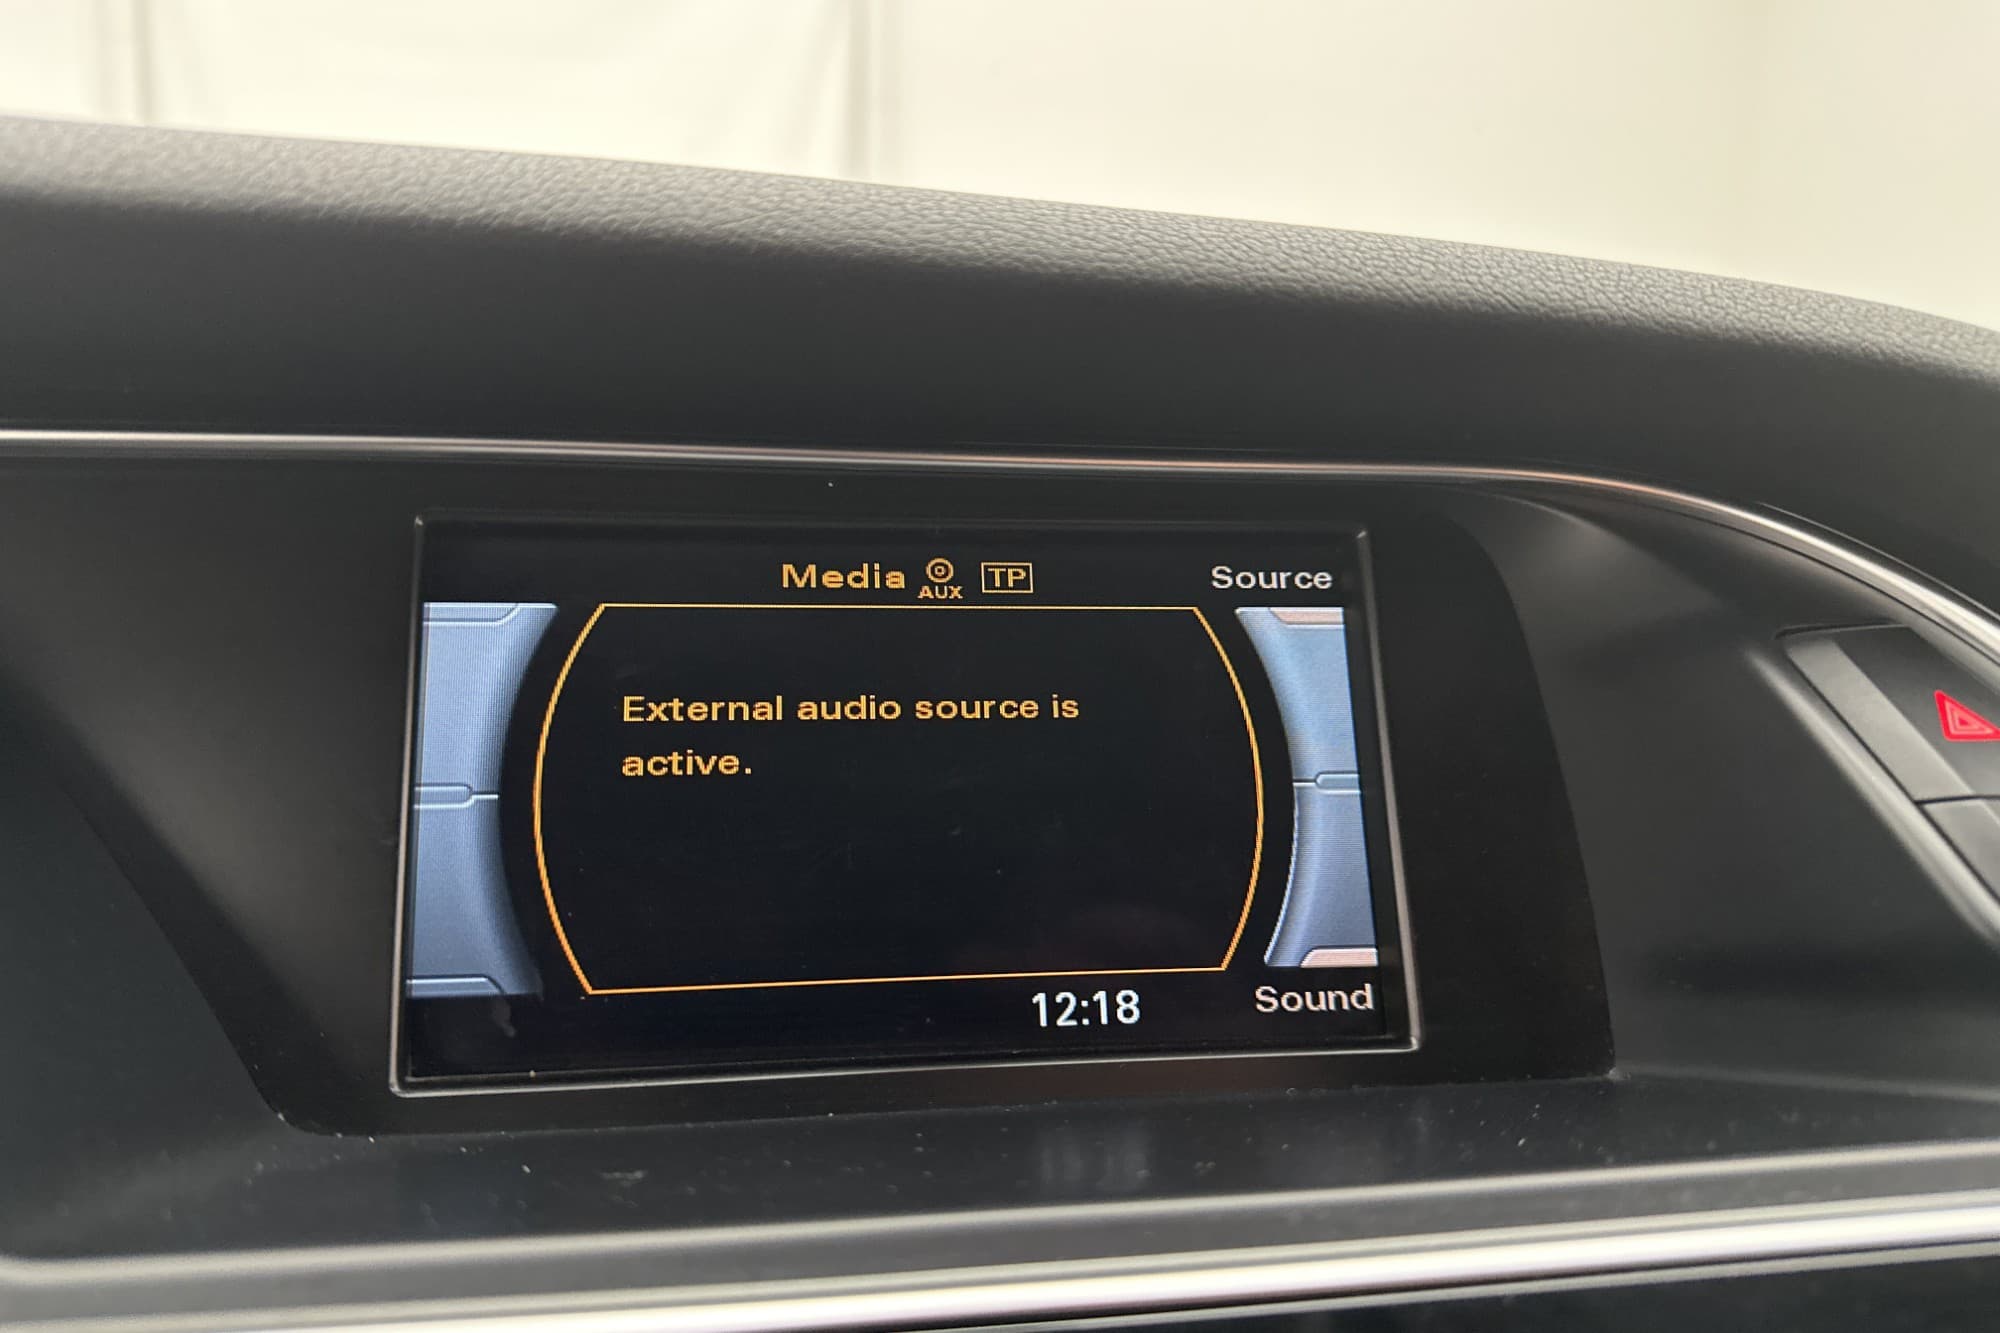 Media AUX TP Source
External audio source is
active.
12:18 Sound